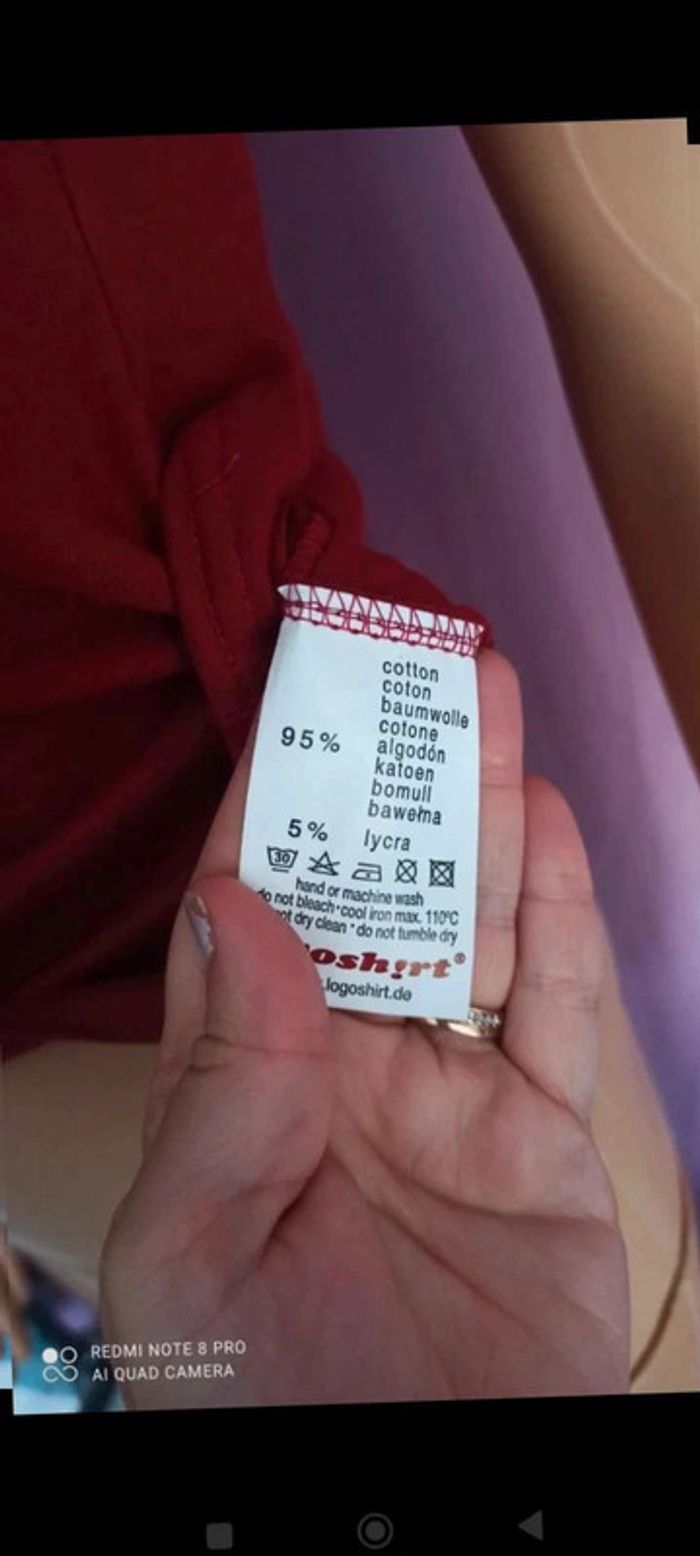 95%
cotton
coton
baumwolle
cotone
algodón
katoen
bomull
bawełna
5% lycra
30
hand or machine wash
do not bleach • cool iron max. 110°C
not dry clean * do not tumble dry
oshirt®
.logoshirt.de
REDMI NOTE 8 PRO
AI QUAD CAMERA